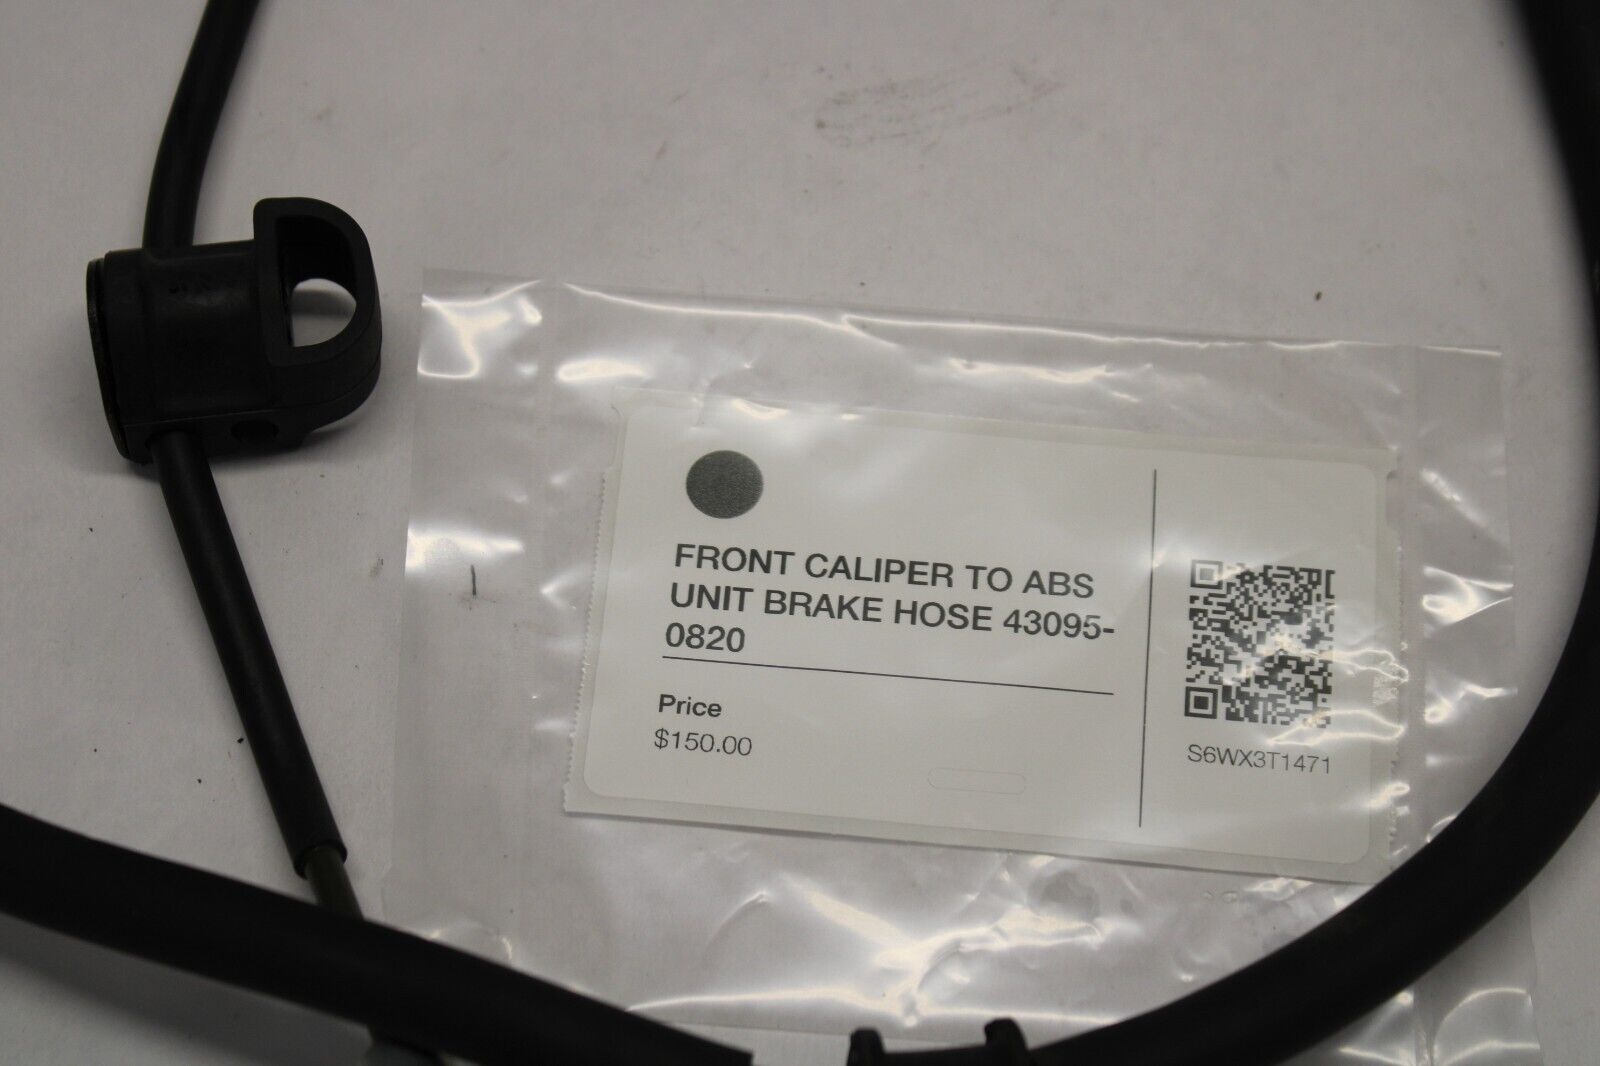 FRONT CALIPER TO ABS
UNIT BRAKE HOSE 43095-
0820
Price
$150.00
S6WX3T1471